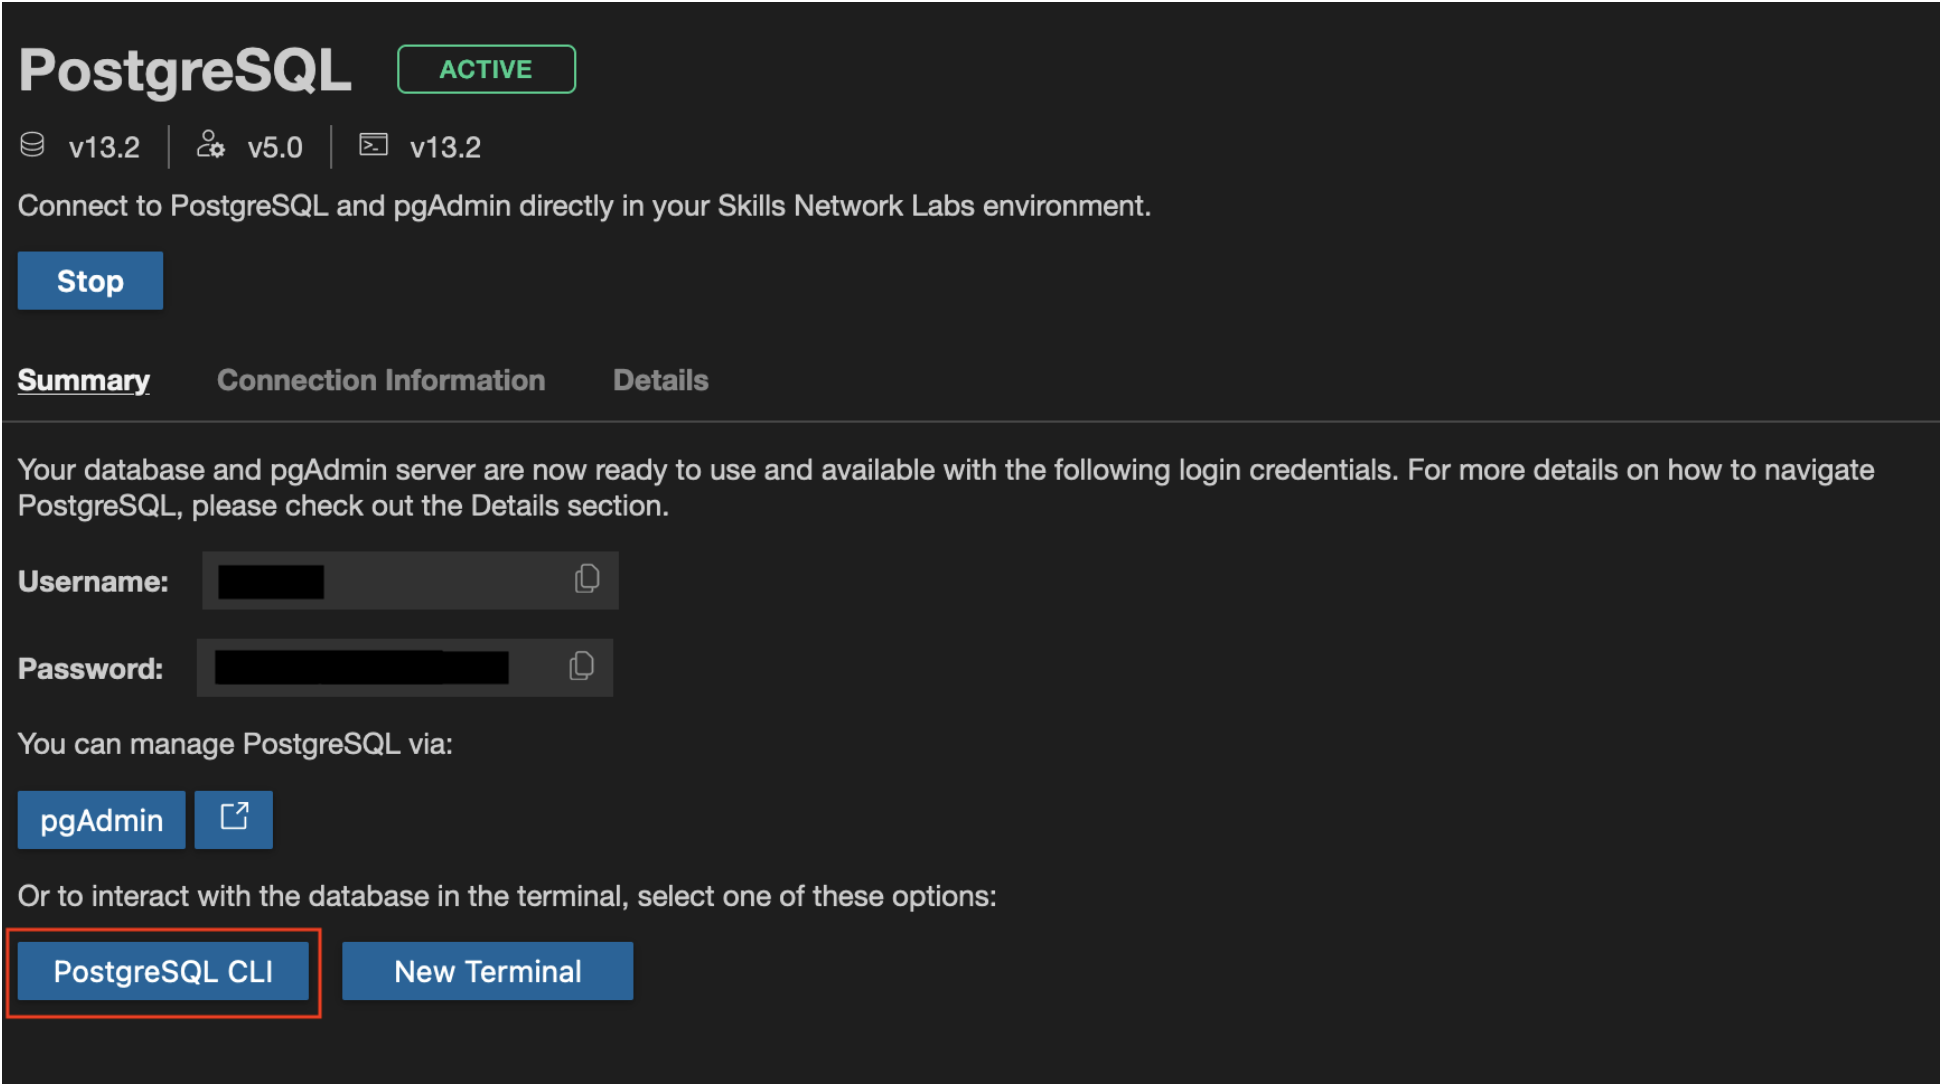 PostgreSQL ACTIVE
v13.2 v5.0 v13.2
Connect to PostgreSQL and pgAdmin directly in your Skills Network Labs environment.
Stop
Summary Connection Information Details
Your database and pgAdmin server are now ready to use and available with the following login credentials. For more details on how to navigate
PostgreSQL, please check out the Details section.
Username:
Password:
You can manage PostgreSQL via:
pgAdmin
Or to interact with the database in the terminal, select one of these options:
PostgreSQL CLI New Terminal